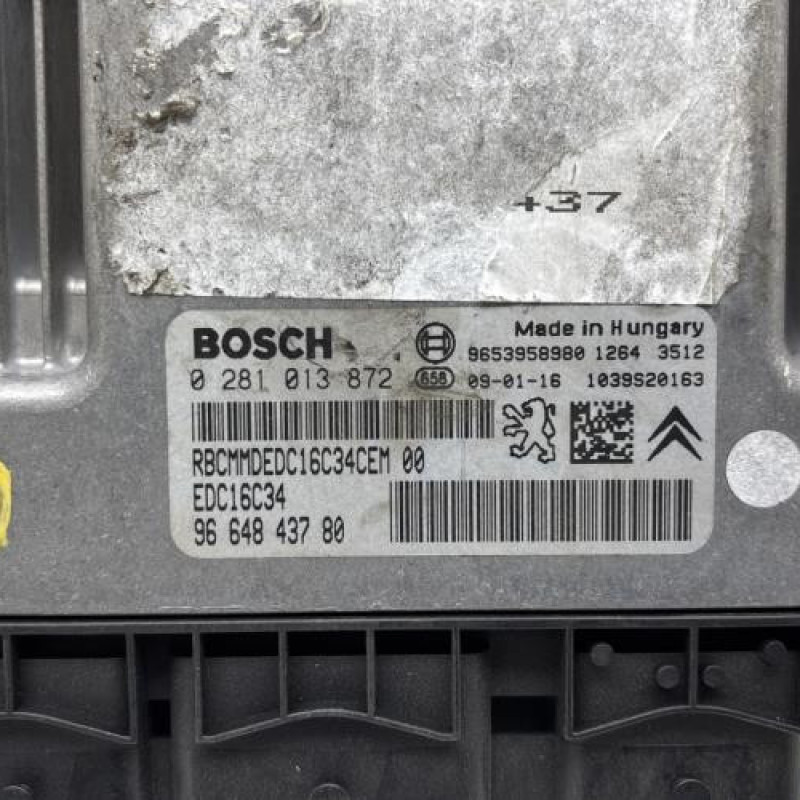 +37
BOSCH
Made in Hungary
9653958980 1264 3512
0 281 013 872 658 09-01-16 1039S20163
RBCMMDEDC16C34CEM 00
EDC16C34
96 648 437 80